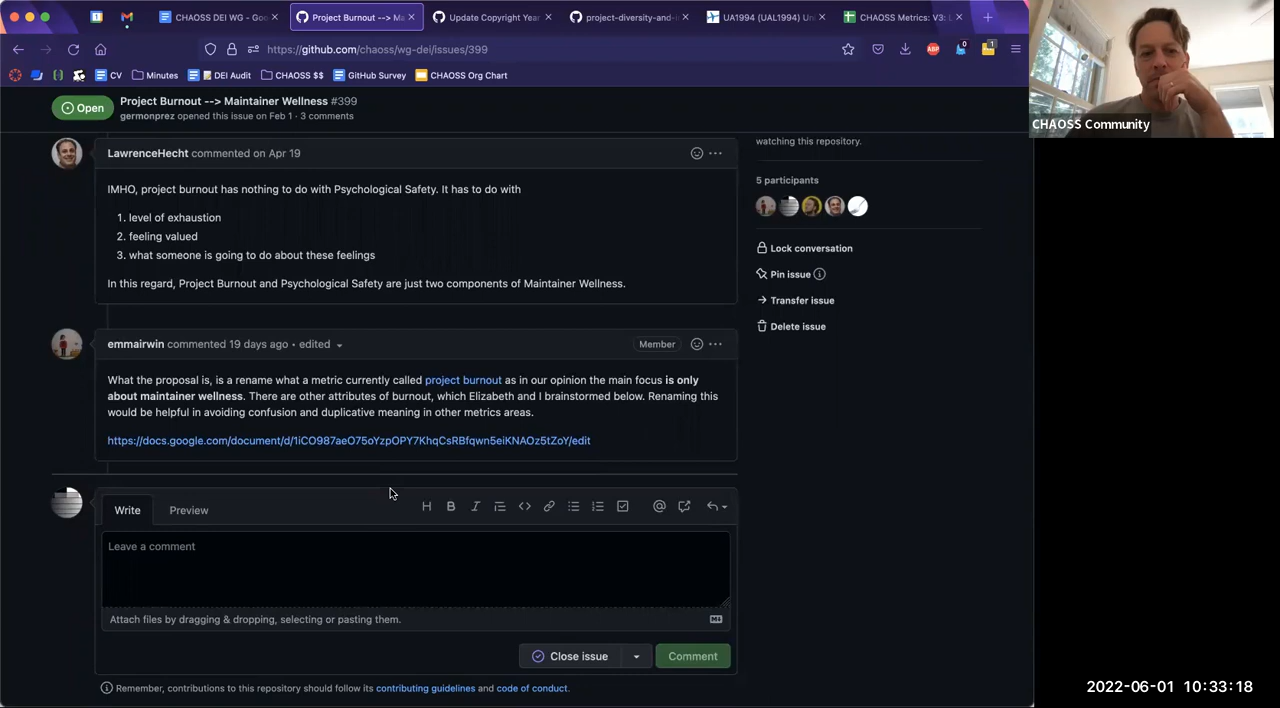 CHAOSS DEI WG - Goo
Project Burnout --> Ma
Update Copyright Year
project-diversity-and-i
UA1994 (UAL1994) Un
CHAOSS Metrics: V3: L
https://github.com/chaoss/wg-dei/issues/399
ABP
0
1
CV
Minutes
DEI Audit
CHAOSS $$
GitHub Survey
CHAOSS Org Chart
Open
Project Burnout --> Maintainer Wellness #399
germonprez opened this issue on Feb 1 · 3 comments
LawrenceHecht commented on Apr 19
IMHO, project burnout has nothing to do with Psychological Safety. It has to do with
1. level of exhaustion
2. feeling valued
3. what someone is going to do about these feelings
In this regard, Project Burnout and Psychological Safety are just two components of Maintainer Wellness.
emmairwin commented 19 days ago • edited
Member
What the proposal is, is a rename what a metric currently called project burnout as in our opinion the main focus is only
about maintainer wellness. There are other attributes of burnout, which Elizabeth and I brainstormed below. Renaming this
would be helpful in avoiding confusion and duplicative meaning in other metrics areas.
https://docs.google.com/document/d/1iCO987aeO75oYzpOPY7KhqCsRBfqwn5eiKNAOz5tZoY/edit
Write
Preview
Leave a comment
Attach files by dragging & dropping, selecting or pasting them.
Close issue
Comment
Remember, contributions to this repository should follow its contributing guidelines and code of conduct.
watching this repository.
5 participants
Lock conversation
Pin issue
Transfer issue
Delete issue
CHAOSS Community
2022-06-01 10:33:18